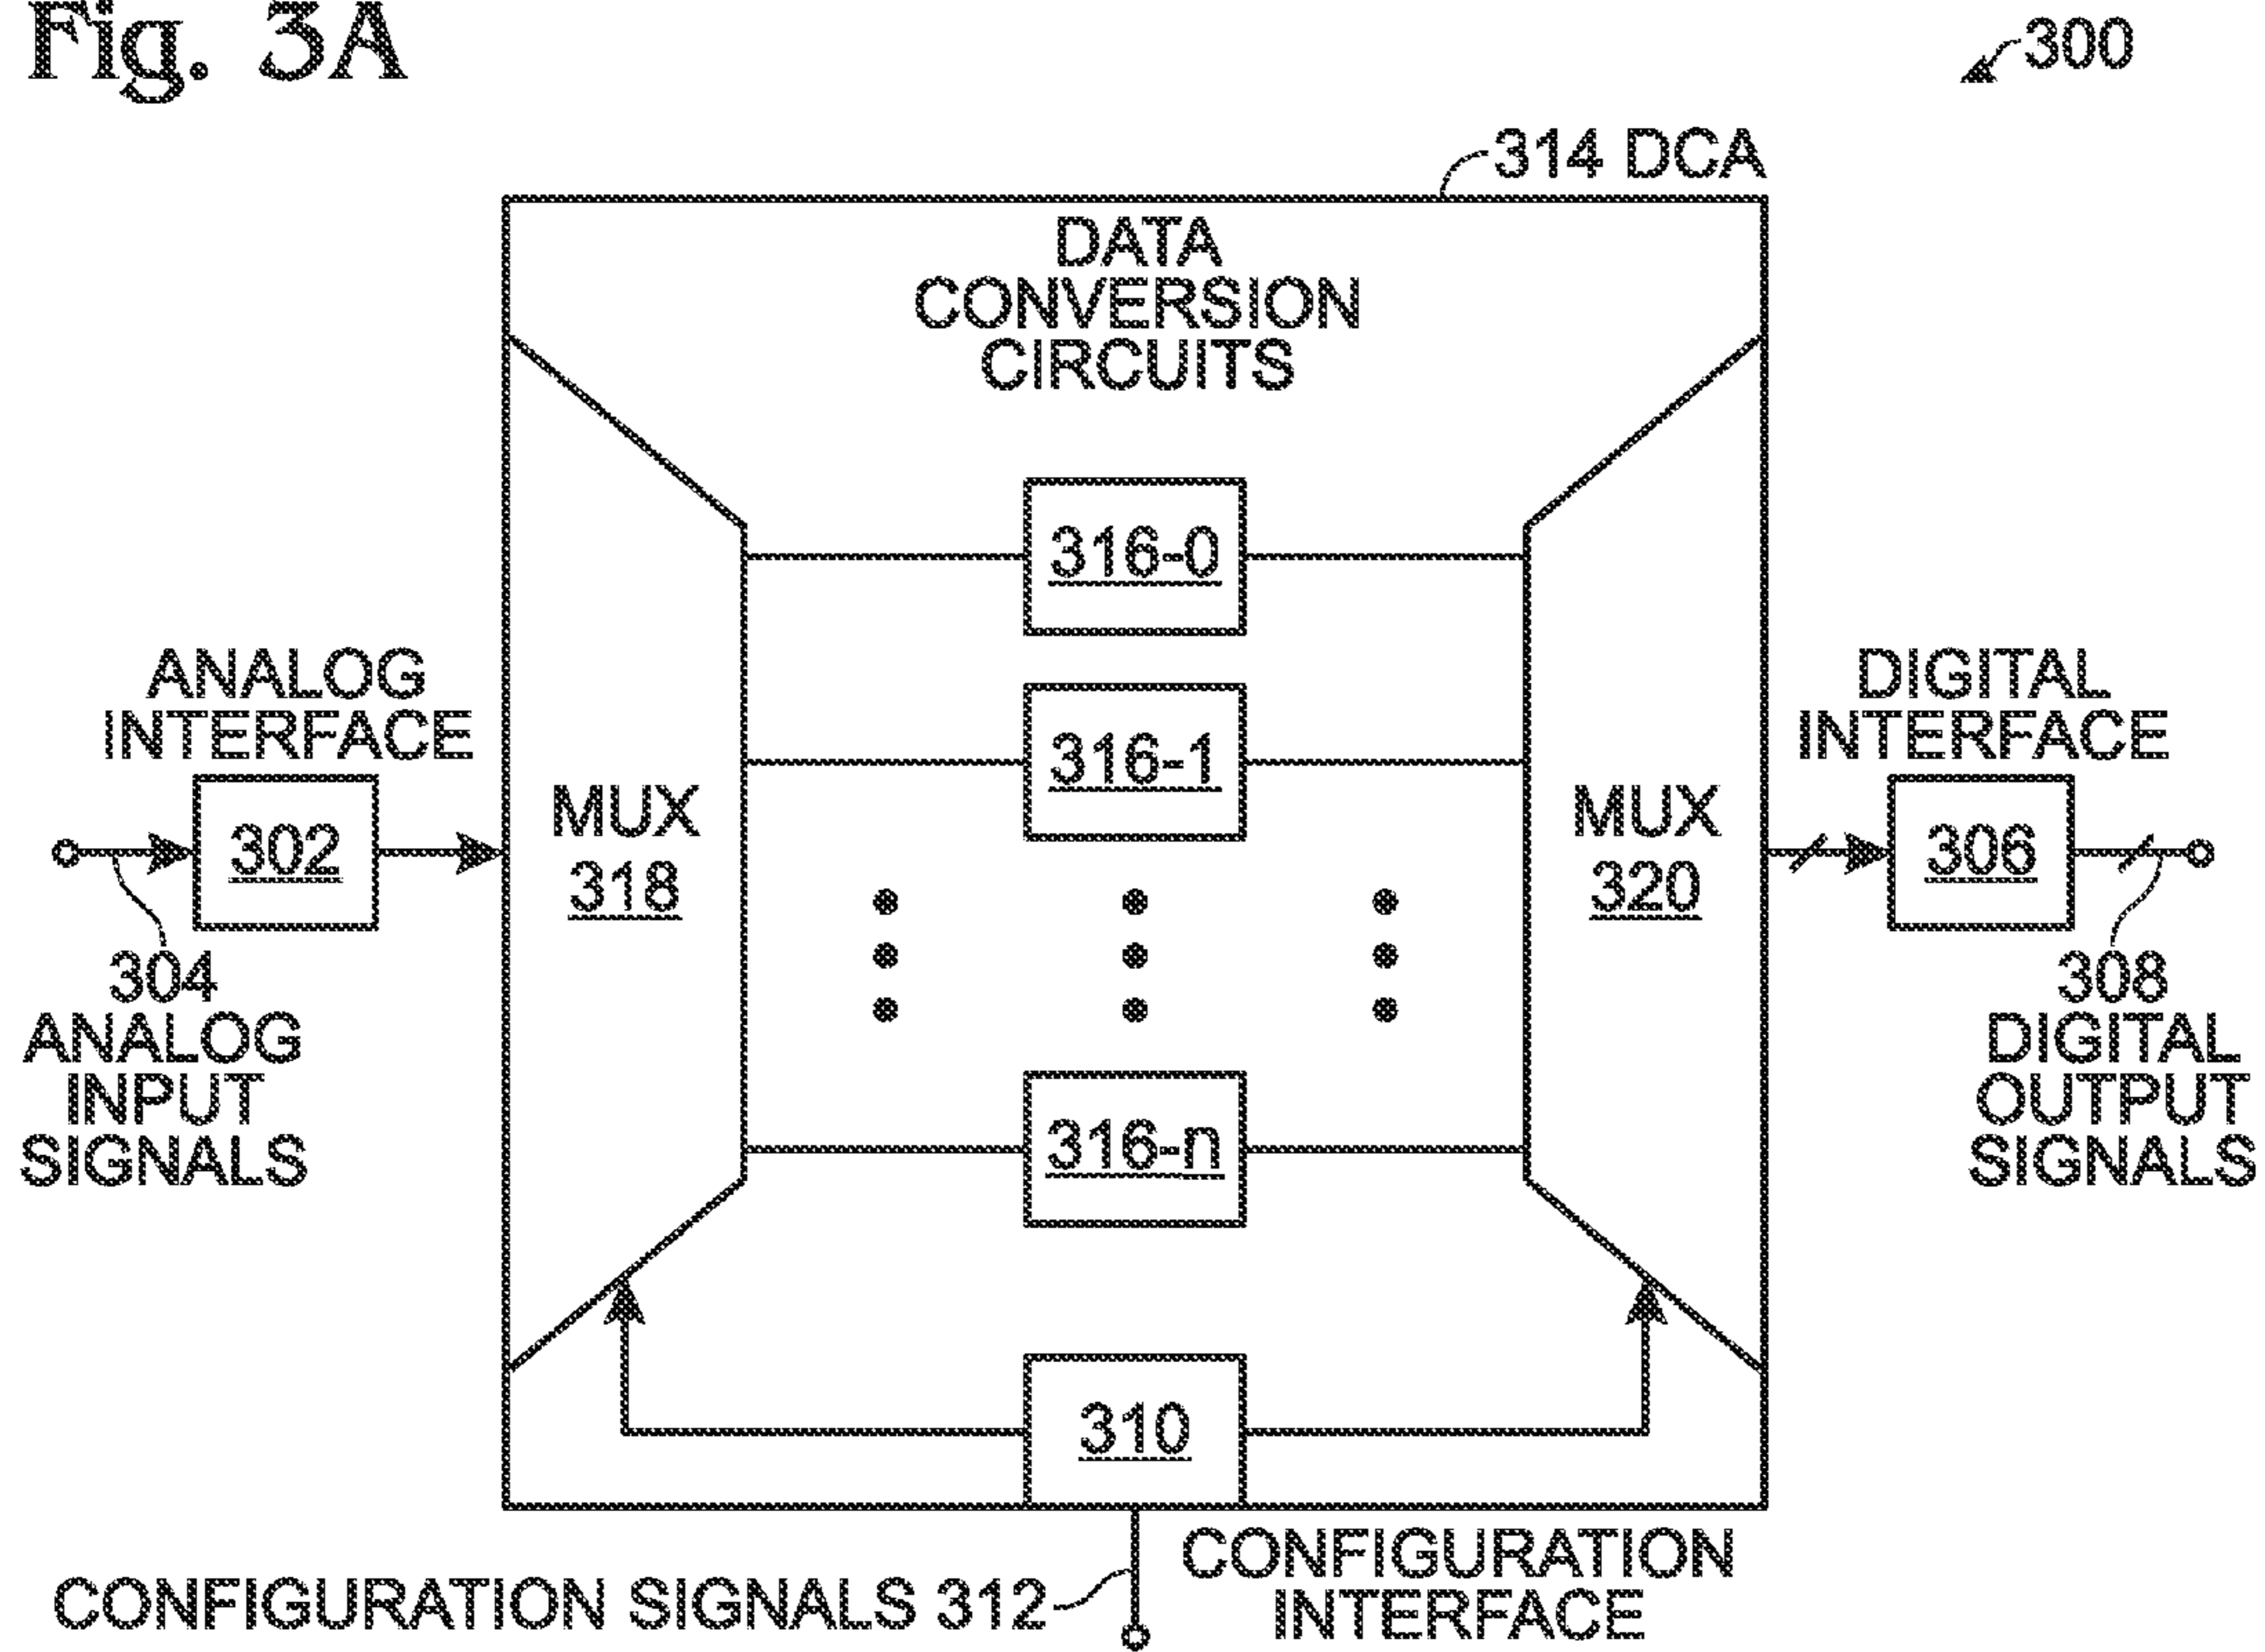 Fig. 3A
300
314 DCA
DATA
CONVERSION
CIRCUITS
316-0
ANALOG
INTERFACE
DIGITAL
INTERFACE
316-1
MUX
318
MUX
320
302
306
304
ANALOG
INPUT
SIGNALS
308
DIGITAL
OUTPUT
SIGNALS
316-n
310
CONFIGURATION SIGNALS 312
CONFIGURATION
INTERFACE